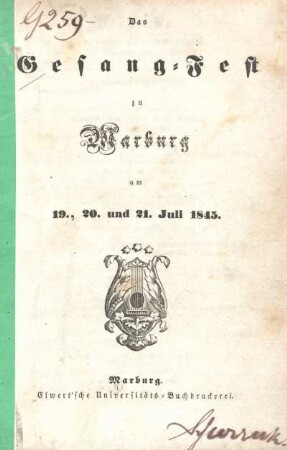 G259-
Das
Gesang-Fest
zu
Marburg
am
19., 20. und 21. Juli 1845.
Marburg.
Elwert'sche Universitäts-Buchdruckerei.